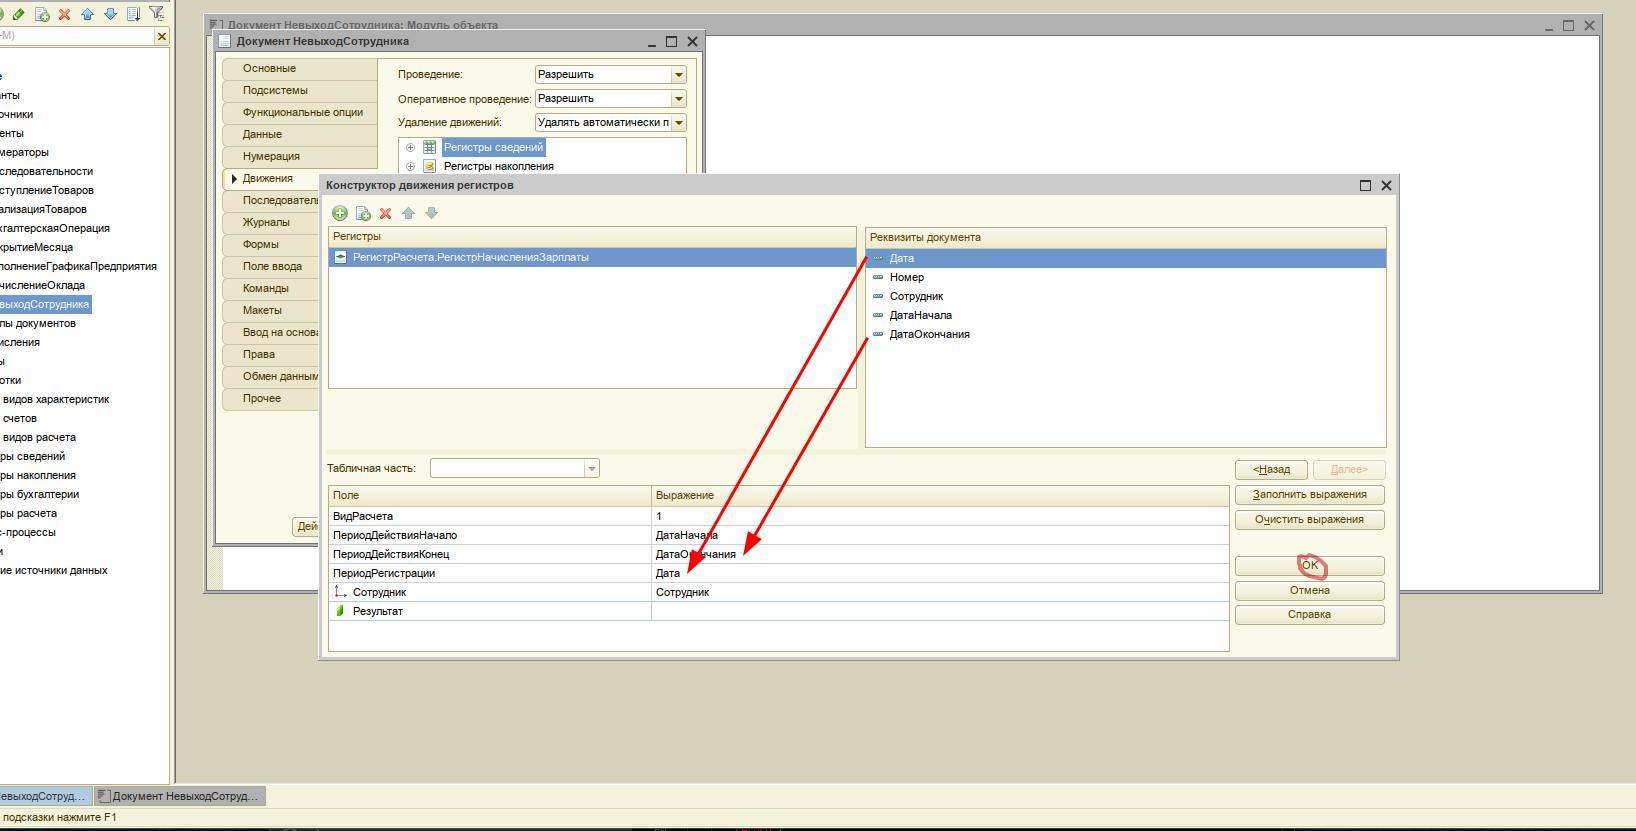 -М)
Документ НевыходСотрудника: Модуль объекта
Документ НевыходСотрудника
е
нты
очники
енты
мераторы
следовательности
ступлениеТоваров
ализацияТоваров
хгалтерскаяОперация
крытиеМесяца
полнениеГрафикаПредприятия
числениеОклада
выходСотрудника
лы документов
исления
ы
отки
видов характеристик
счетов
видов расчета
ры сведений
ры накопления
ры бухгалтерии
ры расчета
с-процессы
и
ие источники данных
Основные
Подсистемы
Функциональные опции
Данные
Нумерация
Движения
Последователь
Журналы
Формы
Поле ввода
Команды
Макеты
Ввод на основа
Права
Обмен данным
Прочее
Дей
Проведение: Разрешить
Оперативное проведение: Разрешить
Удаление движений: Удалять автоматически п
Регистры сведений
Регистры накопления
Конструктор движения регистров
Регистры
РегистрРасчета.РегистрНачисленияЗарплаты
Реквизиты документа
Дата
Номер
Сотрудник
ДатаНачала
ДатаОкончания
Табличная часть:
<Назад Далее>
Заполнить выражения
Очистить выражения
ОК
Отмена
Справка
Поле Выражение
ВидРасчета 1
ПериодДействияНачало ДатаНачала
ПериодДействияКонец ДатаОкончания
ПериодРегистрации Дата
Сотрудник Сотрудник
Результат
евыходСотруд... Документ НевыходСотруд...
подсказки нажмите F1